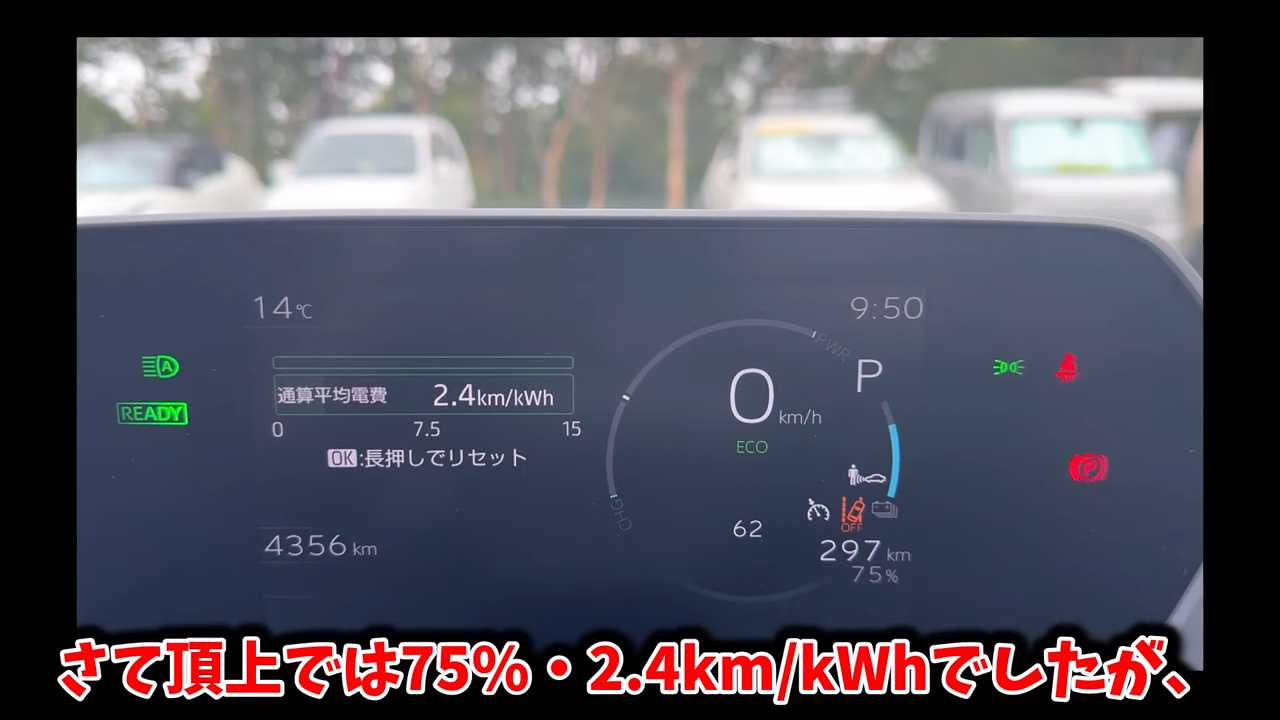 14℃
9:50
A
READY
通算平均電費 2.4km/kWh
0 7.5 15
OK:長押しでリセット
PWR
P
0 km/h
ECO
CHG
P
OFF
62
4356 km
297 km
75%
さて頂上では75%・2.4km/kWhでしたが、